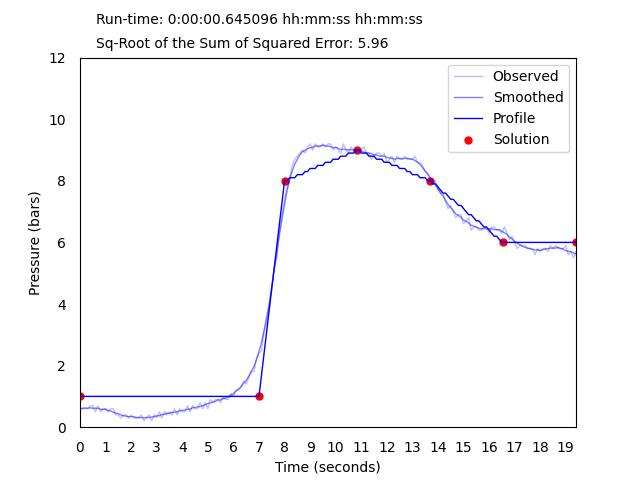 Run-time: 0:00:00.645096 hh:mm:ss hh:mm:ss
Sq-Root of the Sum of Squared Error: 5.96
Observed
Smoothed
Profile
Solution
Pressure (bars)
12
10
8
6
4
2
0
0 1 2 3 4 5 6 7 8 9 10 11 12 13 14 15 16 17 18 19
Time (seconds)